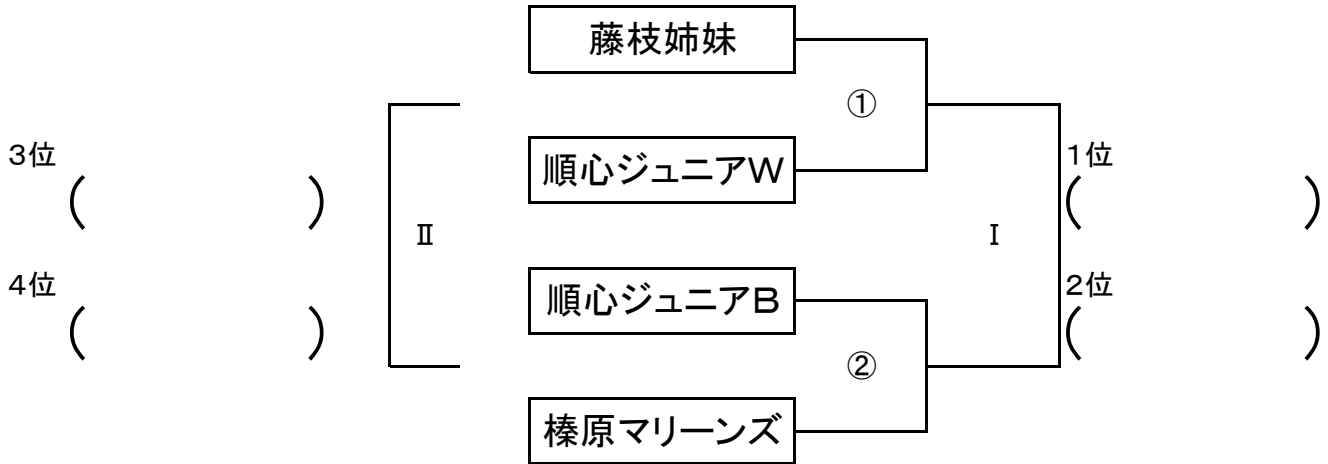 藤枝姉妹
①
3位
順心ジュニアW
1位
(　　　　)
(　　　　)
Ⅱ
Ⅰ
4位
順心ジュニアB
2位
(　　　　)
(　　　　)
②
榛原マリーンズ